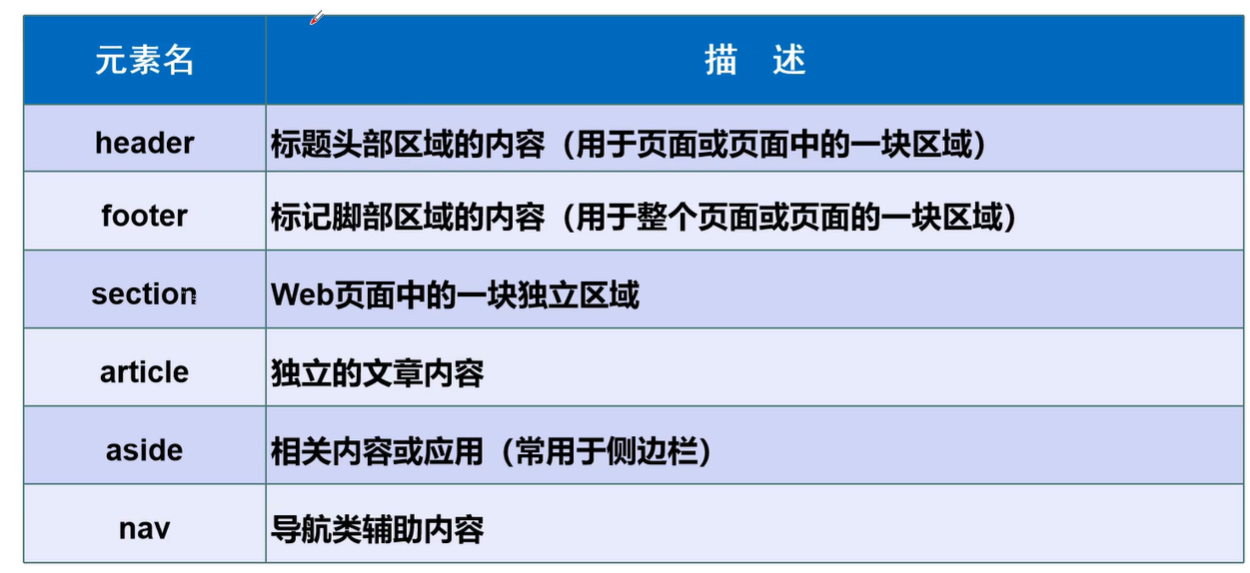 元素名 描 述
header 标题头部区域的内容（用于页面或页面中的一块区域）
footer 标记脚部区域的内容（用于整个页面或页面的一块区域）
section Web页面中的一块独立区域
article 独立的文章内容
aside 相关内容或应用（常用于侧边栏）
nav 导航类辅助内容